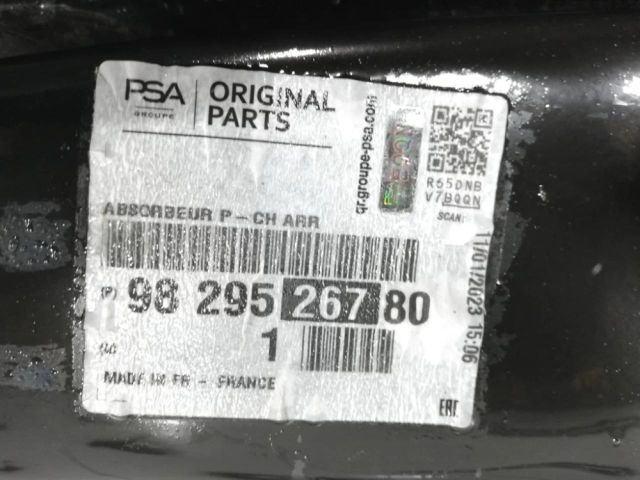 PSA
GROUPE
ORIGINAL
PARTS
qr.groupe-psa.com
R65DNB
V7BQQN
SCAN!
ABSORBEUR P-CH ARR
(P) 98 295 267 80
1
11/01/2023 15:06
MADE IN FR - FRANCE
EAC